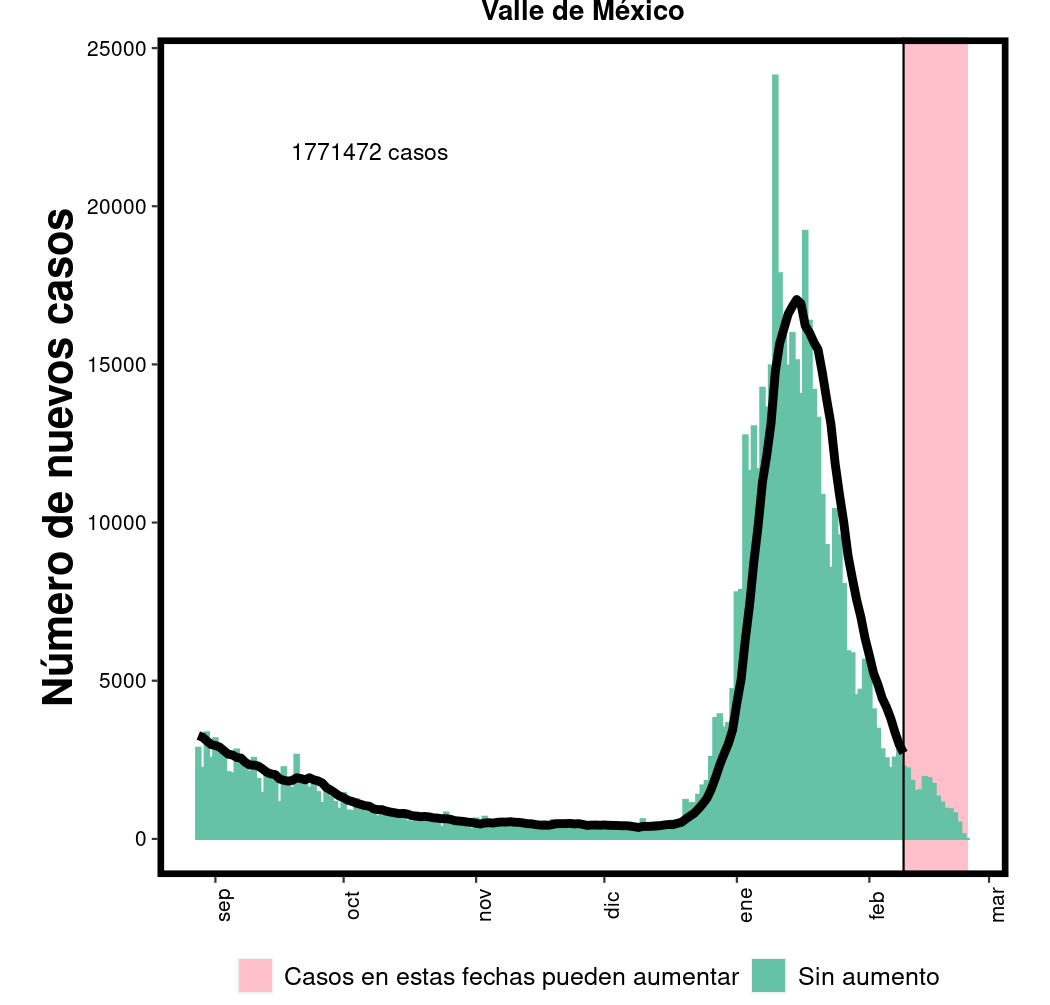 Valle de México
Número de nuevos casos
25000
20000
15000
10000
5000
0
1771472 casos
sep
oct
nov
dic
ene
feb
mar
Casos en estas fechas pueden aumentar
Sin aumento